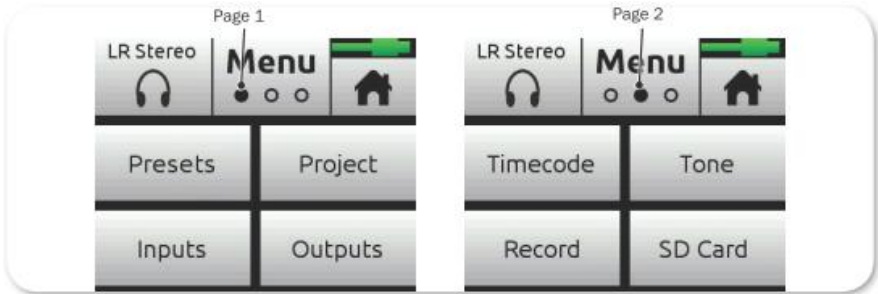 Page 1
LR Stereo
Menu
Presets
Project
Inputs
Outputs
Page 2
LR Stereo
Menu
Timecode
Tone
Record
SD Card